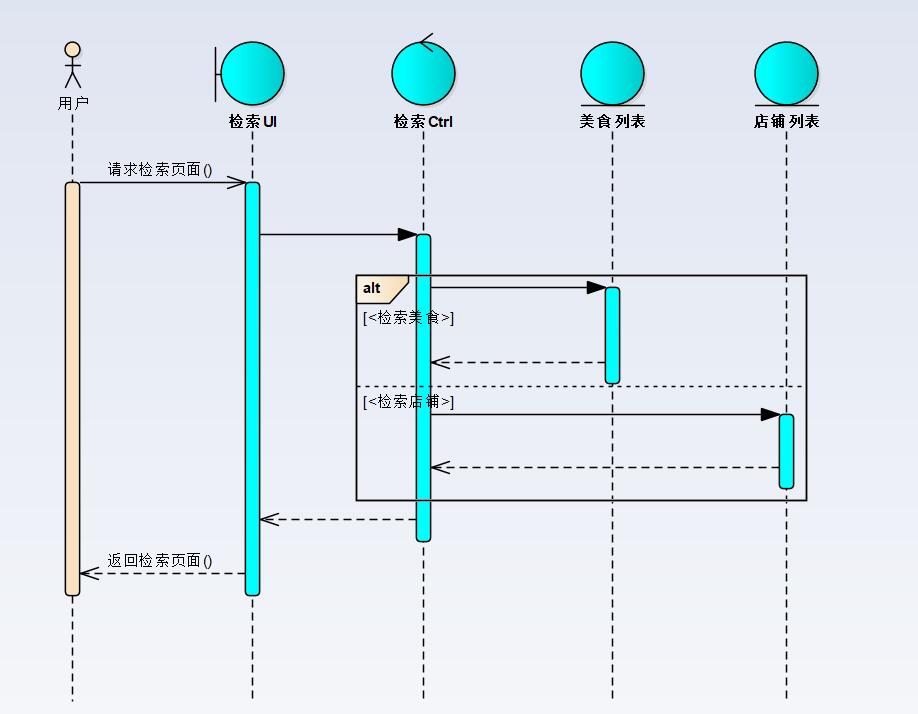 用户
检索UI
检索Ctrl
美食列表
店铺列表
请求检索页面()
alt
[<检索美食>]
[<检索店铺>]
返回检索页面()